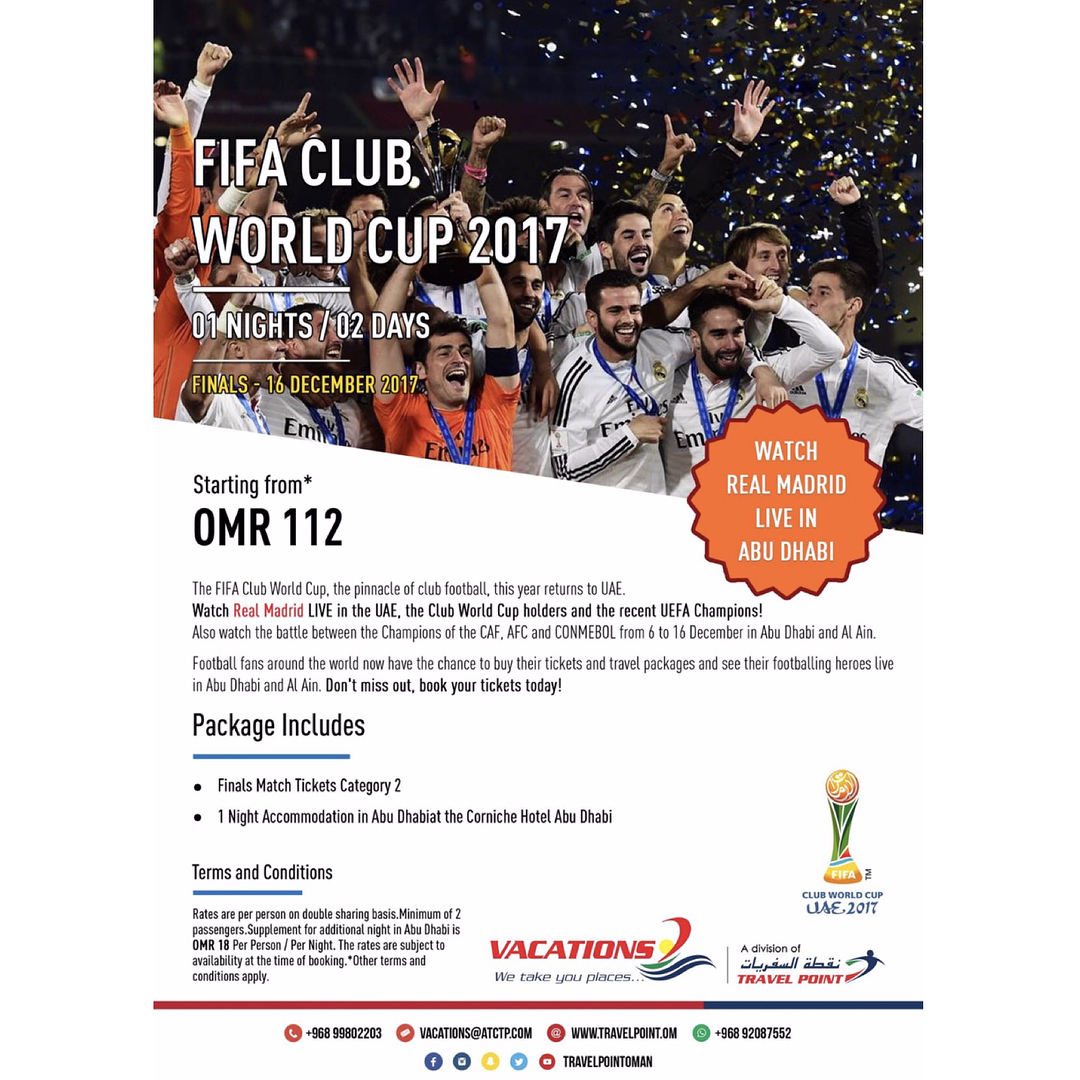 FIFA CLUB
WORLD CUP 2017
01 NIGHTS / 02 DAYS
FINALS - 16 DECEMBER 2017
Fly
Emirates
WATCH
REAL MADRID
LIVE IN
ABU DHABI
Starting from*
OMR 112
The FIFA Club World Cup, the pinnacle of club football, this year returns to UAE.
Watch Real Madrid LIVE in the UAE, the Club World Cup holders and the recent UEFA Champions!
Also watch the battle between the Champions of the CAF, AFC and CONMEBOL from 6 to 16 December in Abu Dhabi and Al Ain.
Football fans around the world now have the chance to buy their tickets and travel packages and see their footballing heroes live
in Abu Dhabi and Al Ain. Don't miss out, book your tickets today!
Package Includes
• Finals Match Tickets Category 2
• 1 Night Accommodation in Abu Dhabiat the Corniche Hotel Abu Dhabi
Terms and Conditions
Rates are per person on double sharing basis.Minimum of 2
passengers.Supplement for additional night in Abu Dhabi is
OMR 18 Per Person / Per Night. The rates are subject to
availability at the time of booking.*Other terms and
conditions apply.
FIFA TM
CLUB WORLD CUP
UAE 2017
VACATIONS
We take you places...
A division of
نقطة السفريات
TRAVEL POINT
+968 99802203 VACATIONS@ATCTP.COM WWW.TRAVELPOINT.OM +968 92087552
TRAVELPOINTOMAN